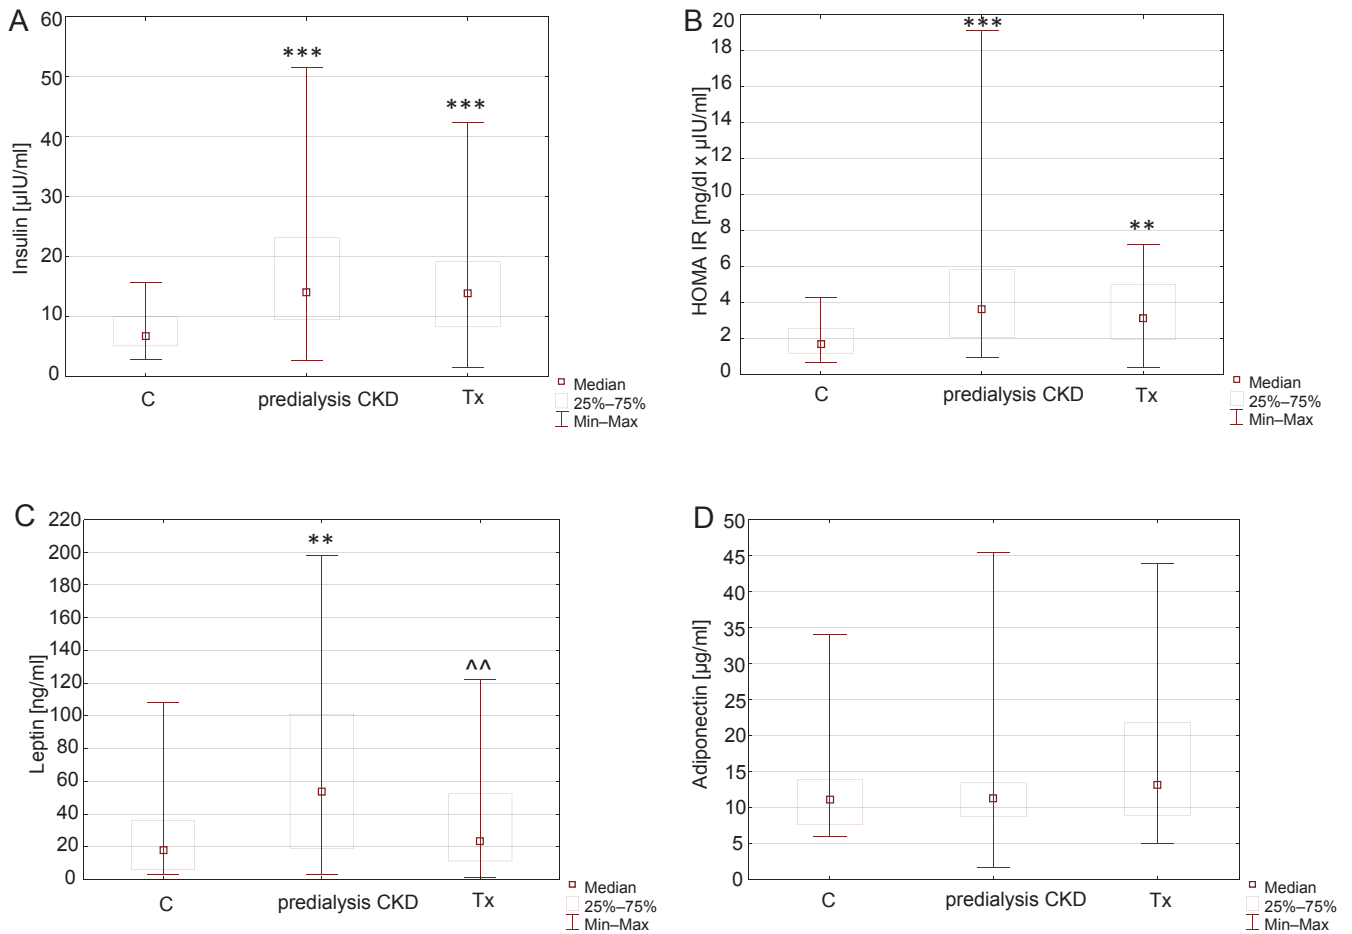 A
60
50
40
30
20
10
0
Insulin [µIU/ml]
***
***
C
predialysis CKD
Tx
Median
25%–75%
Min–Max
B
20
18
16
14
12
10
8
6
4
2
0
HOMA IR [mg/dl x µIU/ml]
***
**
C
predialysis CKD
Tx
Median
25%–75%
Min–Max
C
220
200
180
160
140
120
100
80
60
40
20
0
Leptin [ng/ml]
**
^^
C
predialysis CKD
Tx
Median
25%–75%
Min–Max
D
50
45
40
35
30
25
20
15
10
5
0
Adiponectin [µg/ml]
C
predialysis CKD
Tx
Median
25%–75%
Min–Max